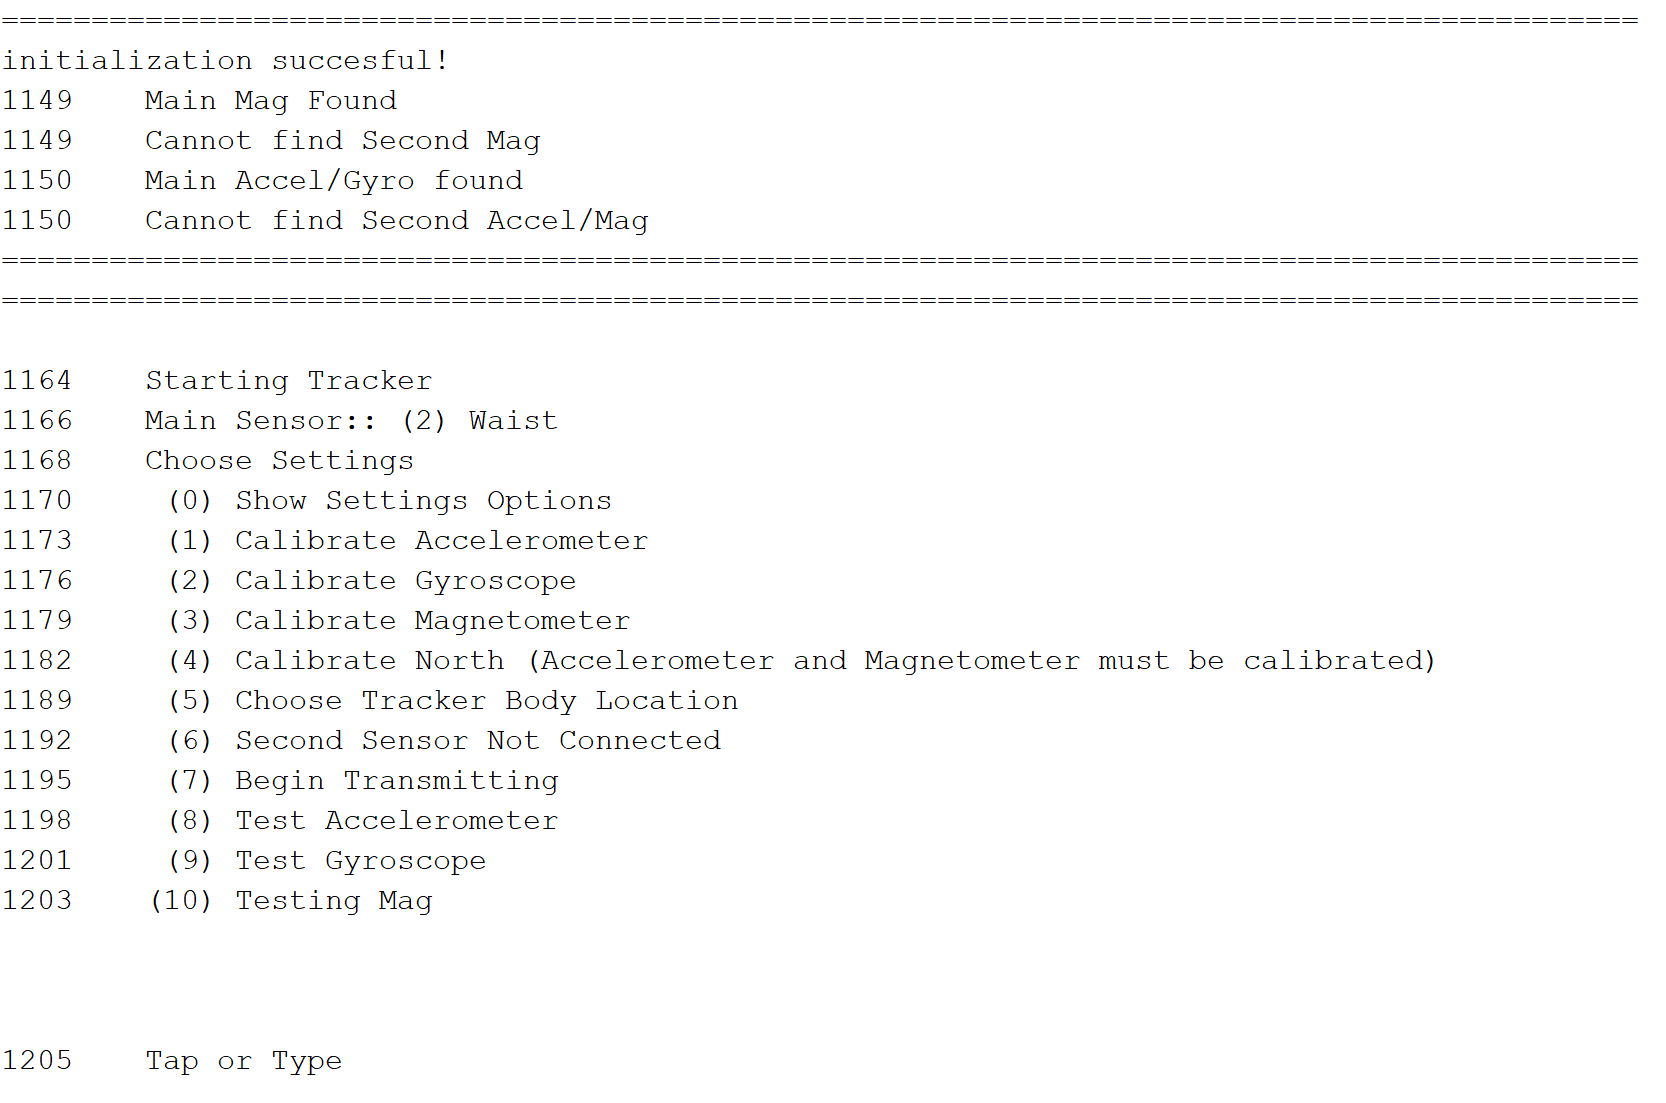 ===========================================================================================
initialization succesful!
1149    Main Mag Found
1149    Cannot find Second Mag
1150    Main Accel/Gyro found
1150    Cannot find Second Accel/Mag
===========================================================================================
===========================================================================================
1164    Starting Tracker
1166    Main Sensor:: (2) Waist
1168    Choose Settings
1170     (0) Show Settings Options
1173     (1) Calibrate Accelerometer
1176     (2) Calibrate Gyroscope
1179     (3) Calibrate Magnetometer
1182     (4) Calibrate North (Accelerometer and Magnetometer must be calibrated)
1189     (5) Choose Tracker Body Location
1192     (6) Second Sensor Not Connected
1195     (7) Begin Transmitting
1198     (8) Test Accelerometer
1201     (9) Test Gyroscope
1203    (10) Testing Mag
1205    Tap or Type